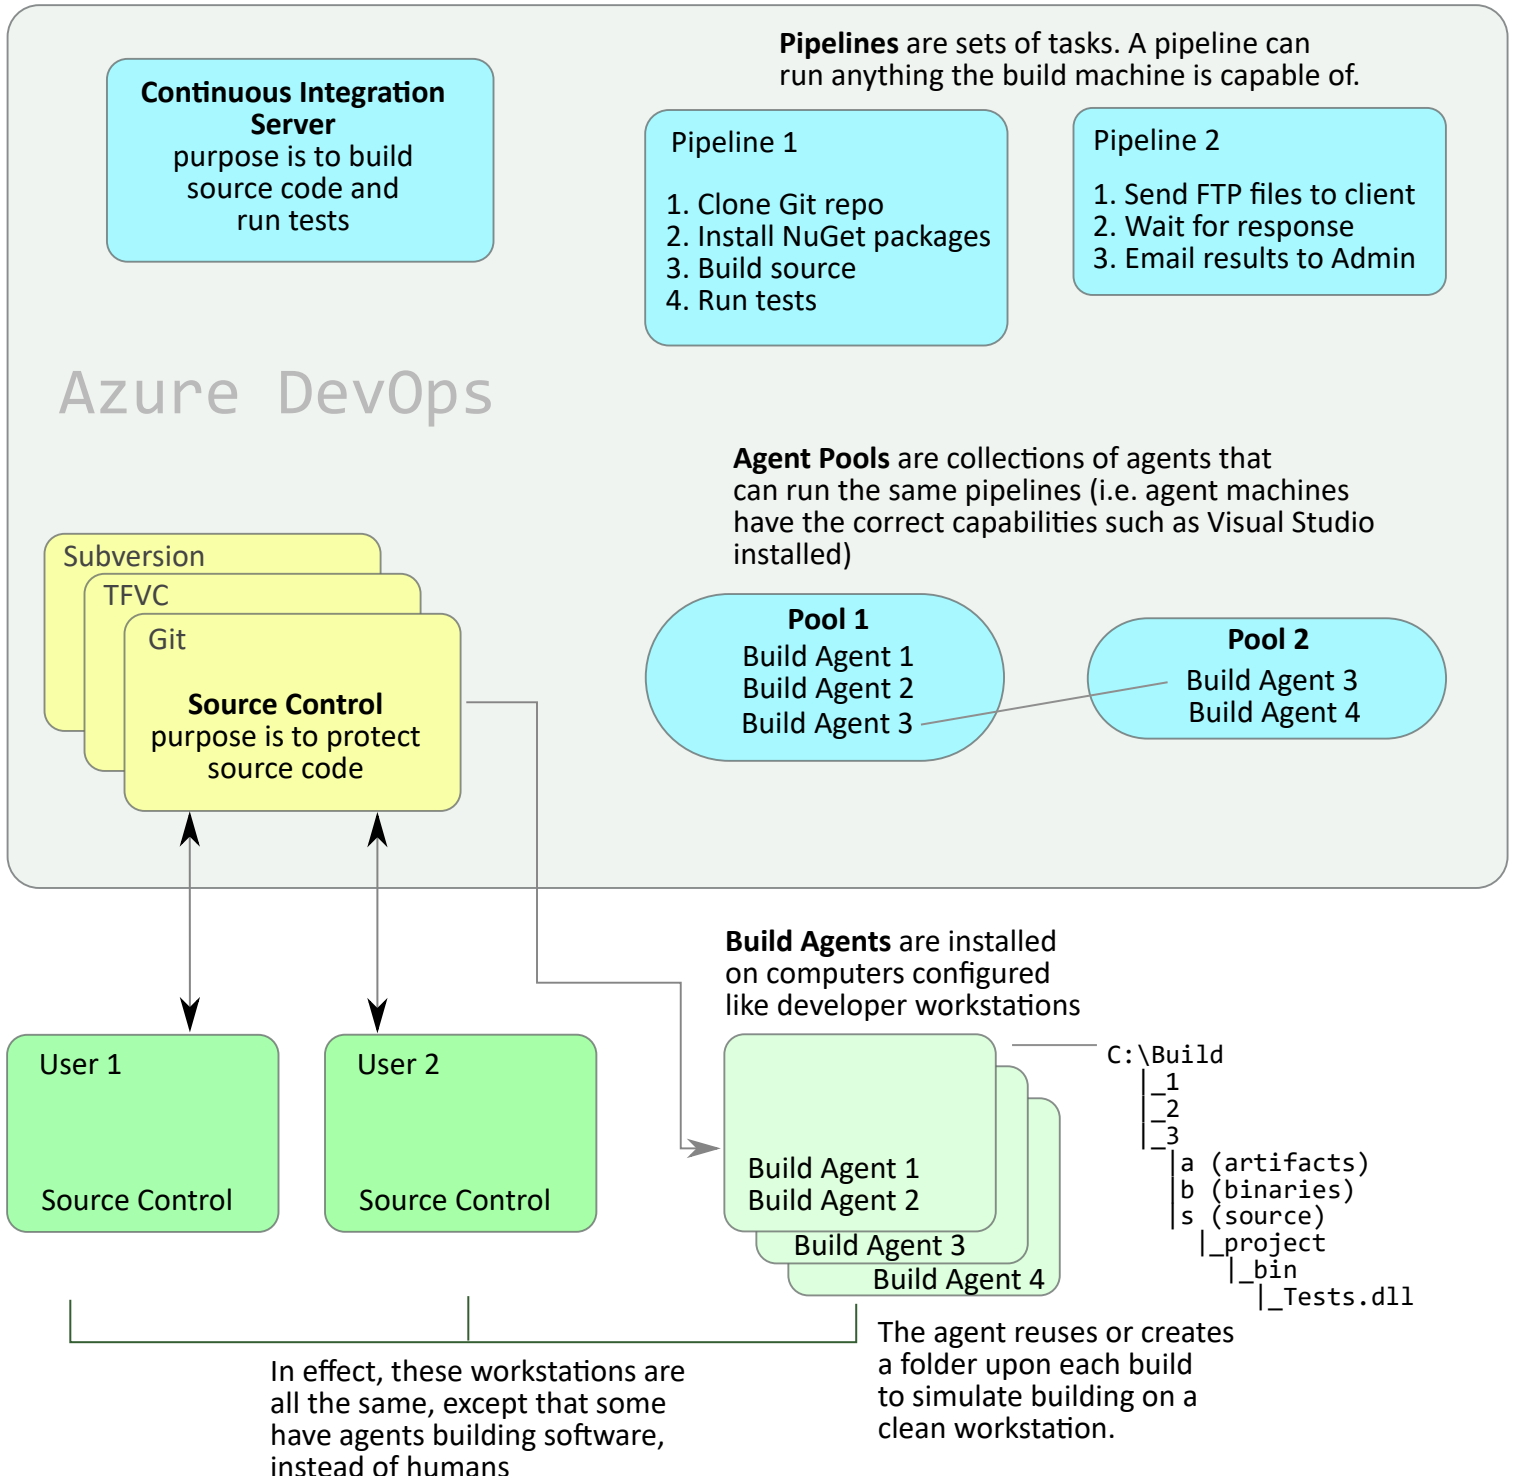 Pipelines are sets of tasks. A pipeline can
run anything the build machine is capable of.
Continuous Integration
Server
purpose is to build
source code and
run tests
Pipeline 1
1. Clone Git repo
2. Install NuGet packages
3. Build source
4. Run tests
Pipeline 2
1. Send FTP files to client
2. Wait for response
3. Email results to Admin
Azure DevOps
Agent Pools are collections of agents that
can run the same pipelines (i.e. agent machines
have the correct capabilities such as Visual Studio
installed)
Subversion
TFVC
Git
Source Control
purpose is to protect
source code
Pool 1
Build Agent 1
Build Agent 2
Build Agent 3
Pool 2
Build Agent 3
Build Agent 4
Build Agents are installed
on computers configured
like developer workstations
User 1
Source Control
User 2
Source Control
Build Agent 1
Build Agent 2
Build Agent 3
Build Agent 4
C:\Build
|_1
|_2
|_3
|a (artifacts)
|b (binaries)
|s (source)
|_project
|_bin
|_Tests.dll
The agent reuses or creates
a folder upon each build
to simulate building on a
clean workstation.
In effect, these workstations are
all the same, except that some
have agents building software,
instead of humans